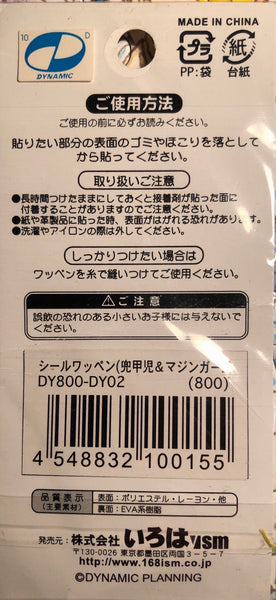 10
D
DYNAMIC
MADE IN CHINA
プラ
紙
PP:袋
台紙
ご使用方法
ご使用の前に必ずお読みください。
貼りたい部分の表面のゴミやほこりを落として
から貼ってください。
取り扱いご注意
●長時間つけたままにしておくと接着剤が貼った面に
付着することがありますのでご注意ください。
●紙や革製品に貼った時、表面がはがれる恐れがあります。
●洗濯やアイロンの際は外してください。
しっかりつけたい場合は
ワッペンを糸で縫いつけてご使用ください。
⚠ご注意
誤飲の恐れのある小さいお子様には与えないで
ください。
シールワッペン(兜甲児&マジンガー
DY800-DY02 (800)
4 548832 100155
品質表示
(主要素材)
表面:ポリエステル・レーヨン・他
裏面:EVA系樹脂
発売元: 株式会社いろはism
〒130-0026 東京都墨田区両国3-5-7
http://www.168ism.co.jp
©DYNAMIC PLANNING